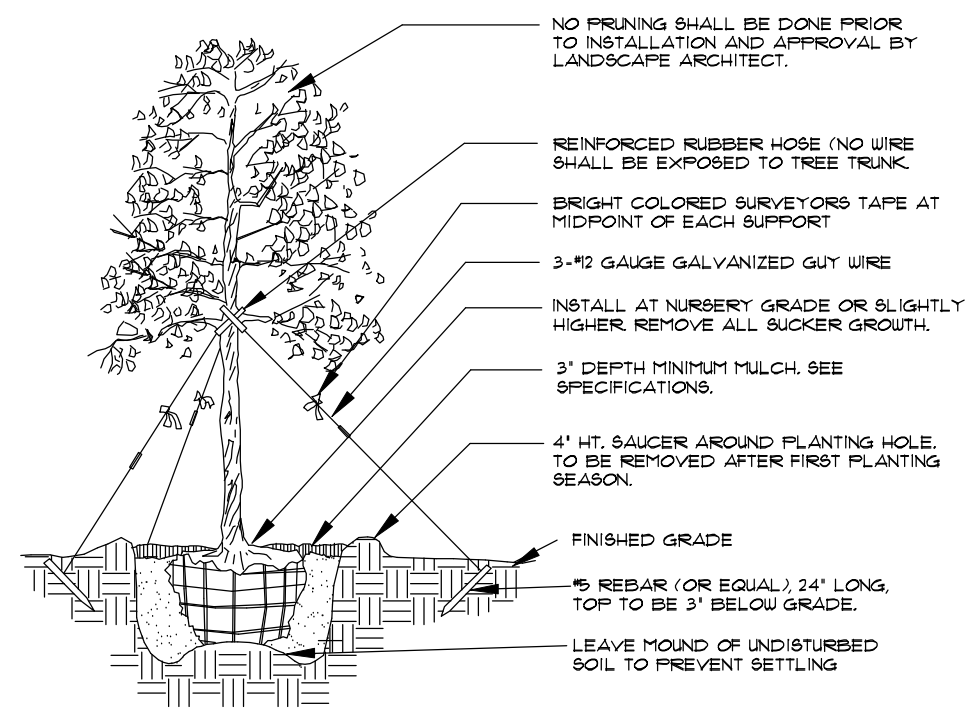 NO PRUNING SHALL BE DONE PRIOR
TO INSTALLATION AND APPROVAL BY
LANDSCAPE ARCHITECT.
REINFORCED RUBBER HOSE (NO WIRE
SHALL BE EXPOSED TO TREE TRUNK.
BRIGHT COLORED SURVEYORS TAPE AT
MIDPOINT OF EACH SUPPORT
3-#12 GAUGE GALVANIZED GUY WIRE
INSTALL AT NURSERY GRADE OR SLIGHTLY
HIGHER. REMOVE ALL SUCKER GROWTH.
3" DEPTH MINIMUM MULCH. SEE
SPECIFICATIONS.
4" HT. SAUCER AROUND PLANTING HOLE.
TO BE REMOVED AFTER FIRST PLANTING
SEASON.
FINISHED GRADE
#5 REBAR (OR EQUAL), 24" LONG,
TOP TO BE 3" BELOW GRADE.
LEAVE MOUND OF UNDISTURBED
SOIL TO PREVENT SETTLING